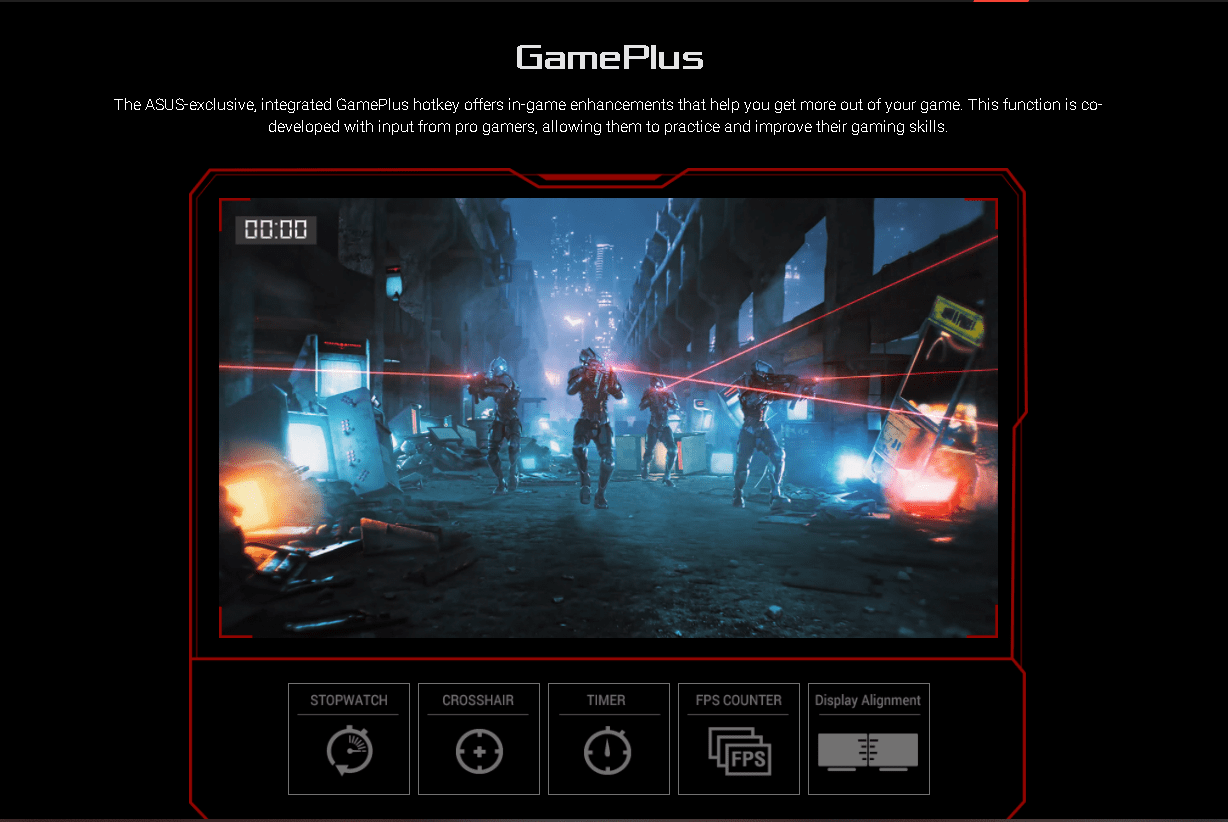 GamePlus
The ASUS-exclusive, integrated GamePlus hotkey offers in-game enhancements that help you get more out of your game. This function is co-
developed with input from pro gamers, allowing them to practice and improve their gaming skills.
00:00
STOPWATCH
CROSSHAIR
TIMER
FPS COUNTER
Display Alignment
FPS